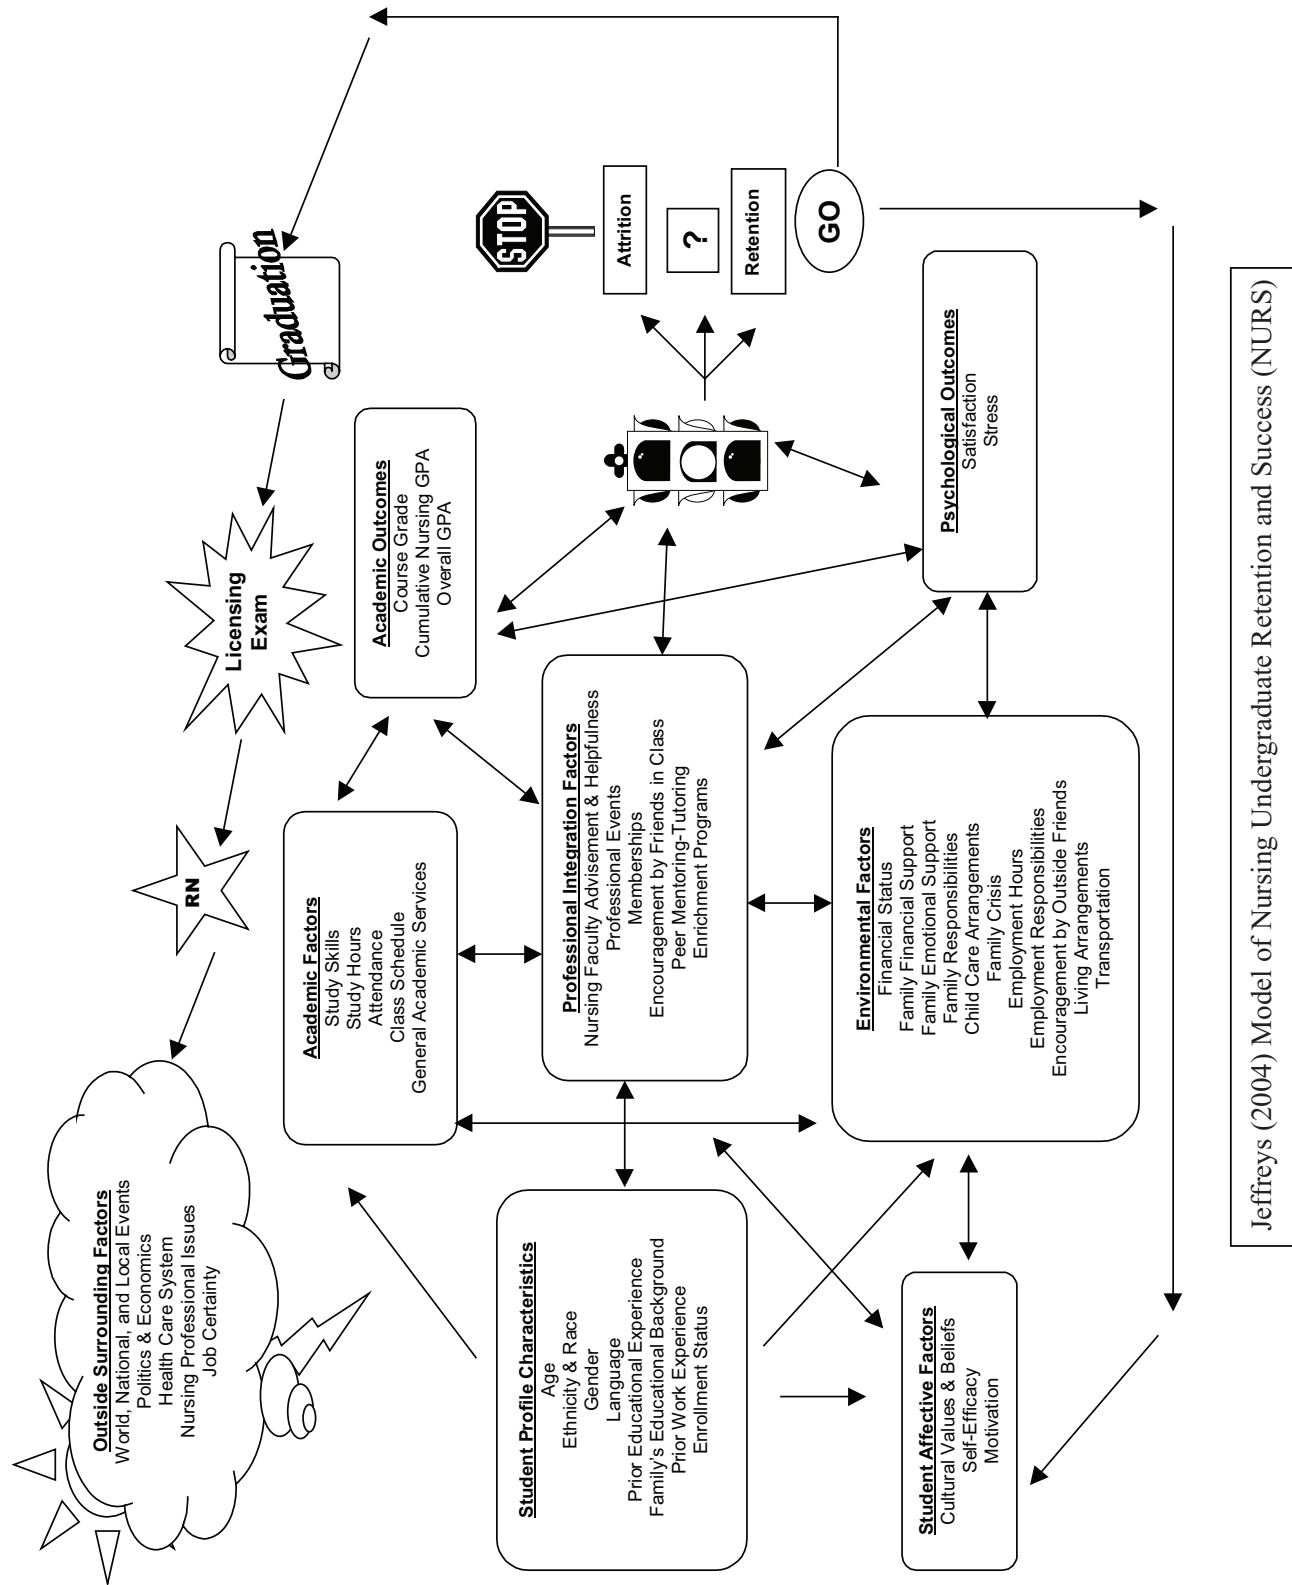 Outside Surrounding Factors
World, National, and Local Events
Politics & Economics
Health Care System
Nursing Professional Issues
Job Certainty
RN
Licensing
Exam
Graduation
Academic Factors
Study Skills
Study Hours
Attendance
Class Schedule
General Academic Services
Academic Outcomes
Course Grade
Cumulative Nursing GPA
Overall GPA
Student Profile Characteristics
Age
Ethnicity & Race
Gender
Language
Prior Educational Experience
Family's Educational Background
Prior Work Experience
Enrollment Status
Professional Integration Factors
Nursing Faculty Advisement & Helpfulness
Professional Events
Memberships
Encouragement by Friends in Class
Peer Mentoring-Tutoring
Enrichment Programs
STOP
Attrition
?
Retention
GO
Student Affective Factors
Cultural Values & Beliefs
Self-Efficacy
Motivation
Environmental Factors
Financial Status
Family Financial Support
Family Emotional Support
Family Responsibilities
Child Care Arrangements
Family Crisis
Employment Hours
Employment Responsibilities
Encouragement by Outside Friends
Living Arrangements
Transportation
Psychological Outcomes
Satisfaction
Stress
Jeffreys (2004) Model of Nursing Undergraduate Retention and Success (NURS)